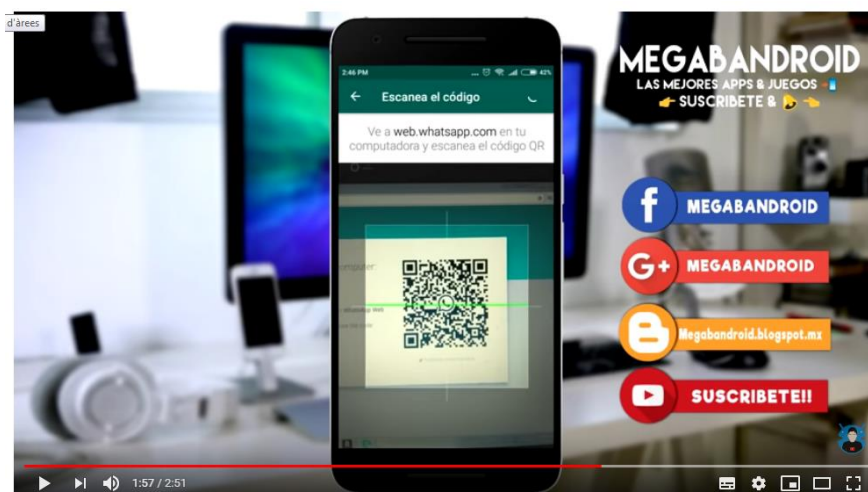 d'àrees
2:46 PM
42%
Escanea el código
Ve a web.whatsapp.com en tu
computadora y escanea el código QR
computer:
MEGABANDROID
LAS MEJORES APPS & JUEGOS
SUSCRIBETE &
f MEGABANDROID
G+ MEGABANDROID
Megabandroid.blogspot.mx
SUSCRIBETE!!
1:57 / 2:51